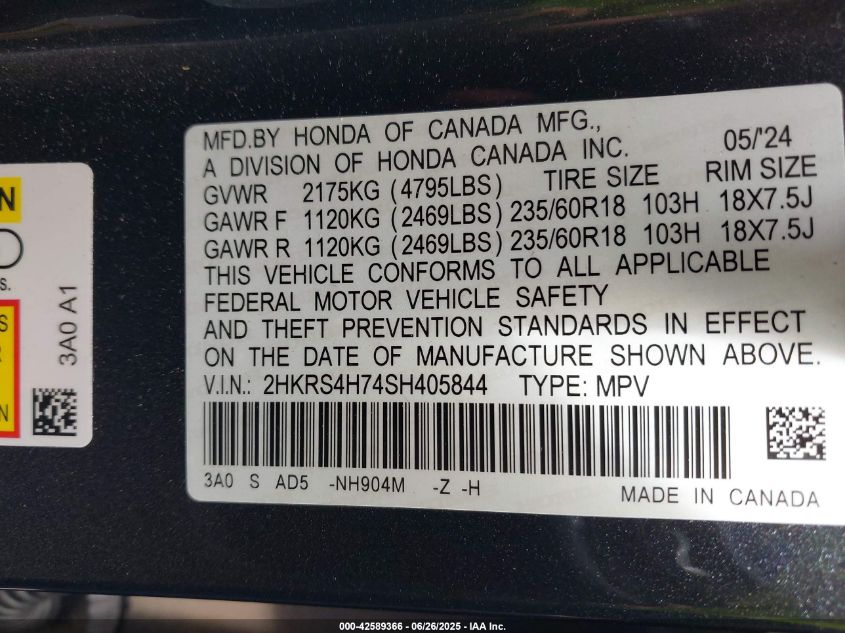 N
D
s.
S
R
N
3A0 A1
MFD.BY HONDA OF CANADA MFG.,
A DIVISION OF HONDA CANADA INC. 05/'24
GVWR 2175KG (4795LBS) TIRE SIZE RIM SIZE
GAWR F 1120KG (2469LBS) 235/60R18 103H 18X7.5J
GAWR R 1120KG (2469LBS) 235/60R18 103H 18X7.5J
THIS VEHICLE CONFORMS TO ALL APPLICABLE
FEDERAL MOTOR VEHICLE SAFETY
AND THEFT PREVENTION STANDARDS IN EFFECT
ON THE DATE OF MANUFACTURE SHOWN ABOVE.
V.I.N.: 2HKRS4H74SH405844 TYPE: MPV
3A0 S AD5 -NH904M -Z -H
MADE IN CANADA
000-42589366 - 06/26/2025 - IAA Inc.